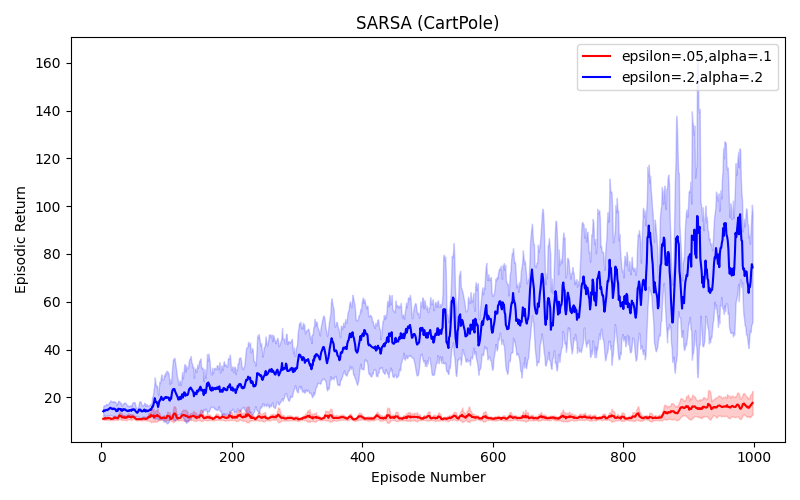 SARSA (CartPole)
epsilon=.05,alpha=.1
epsilon=.2,alpha=.2
Episodic Return
160
140
120
100
80
60
40
20
0
200
400
600
800
1000
Episode Number